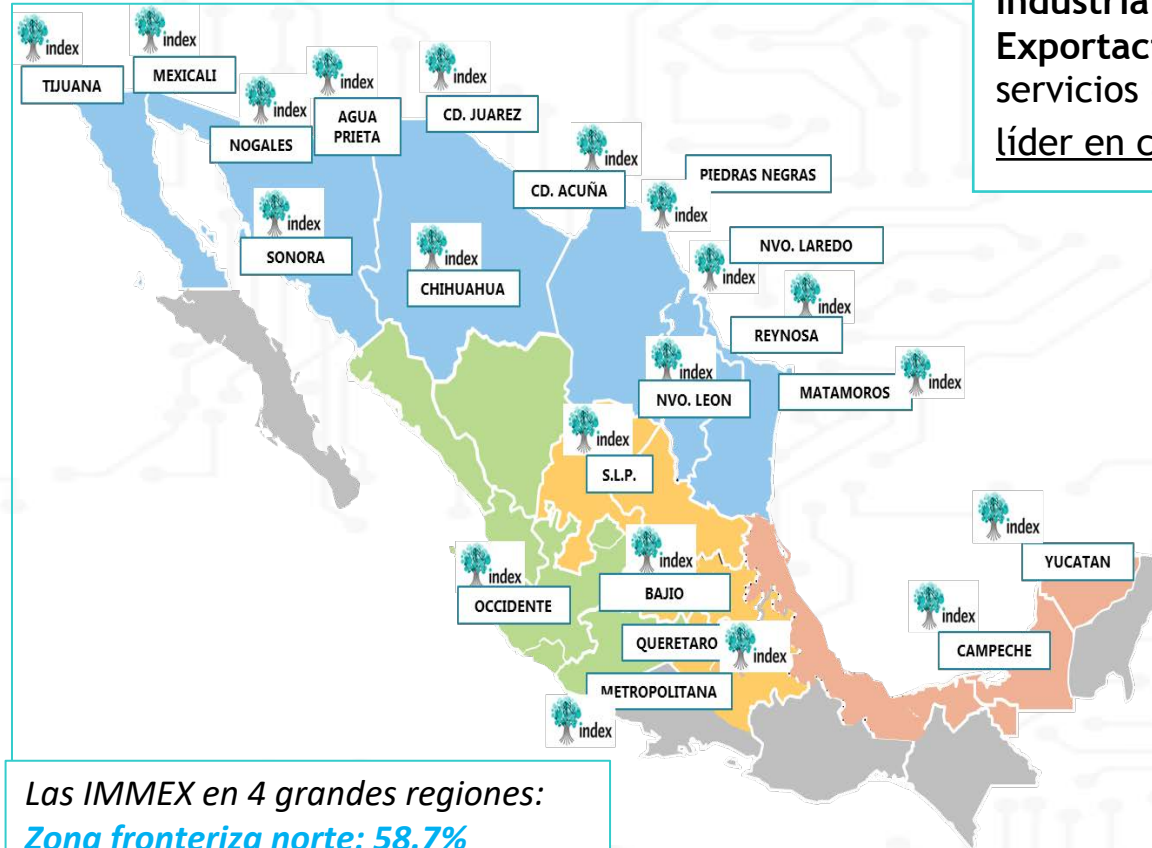 Exportac
servicios
líder en c
index
index
TIJUANA
MEXICALI
index
index
index
NOGALES
AGUA
PRIETA
CD. JUAREZ
index
CD. ACUÑA
PIEDRAS NEGRAS
index
index
SONORA
index
CHIHUAHUA
NVO. LAREDO
index
index
REYNOSA
index
NVO. LEON
MATAMOROS
index
index
S.L.P.
index
OCCIDENTE
index
BAJIO
QUERETARO
index
METROPOLITANA
index
index
YUCATAN
index
CAMPECHE
Las IMMEX en 4 grandes regiones:
Zona fronteriza norte: 58.7%